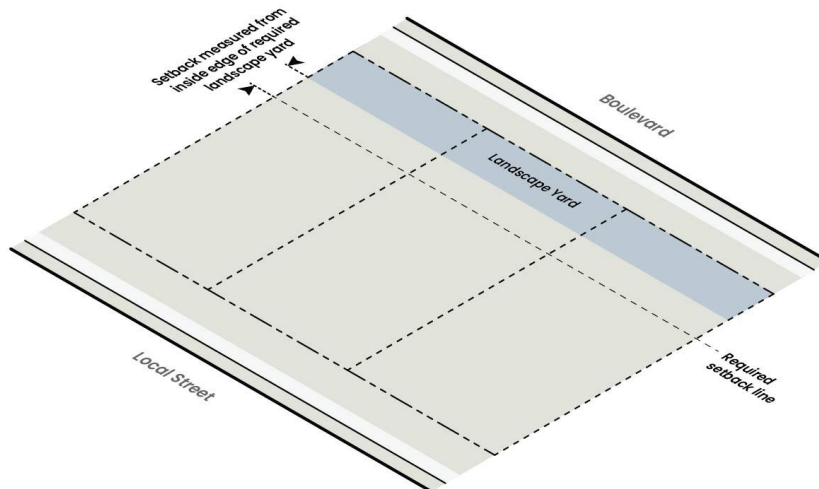 Setback measured from
inside edge of required
landscape yard
Boulevard
Landscape Yard
Required
setback line
Local Street